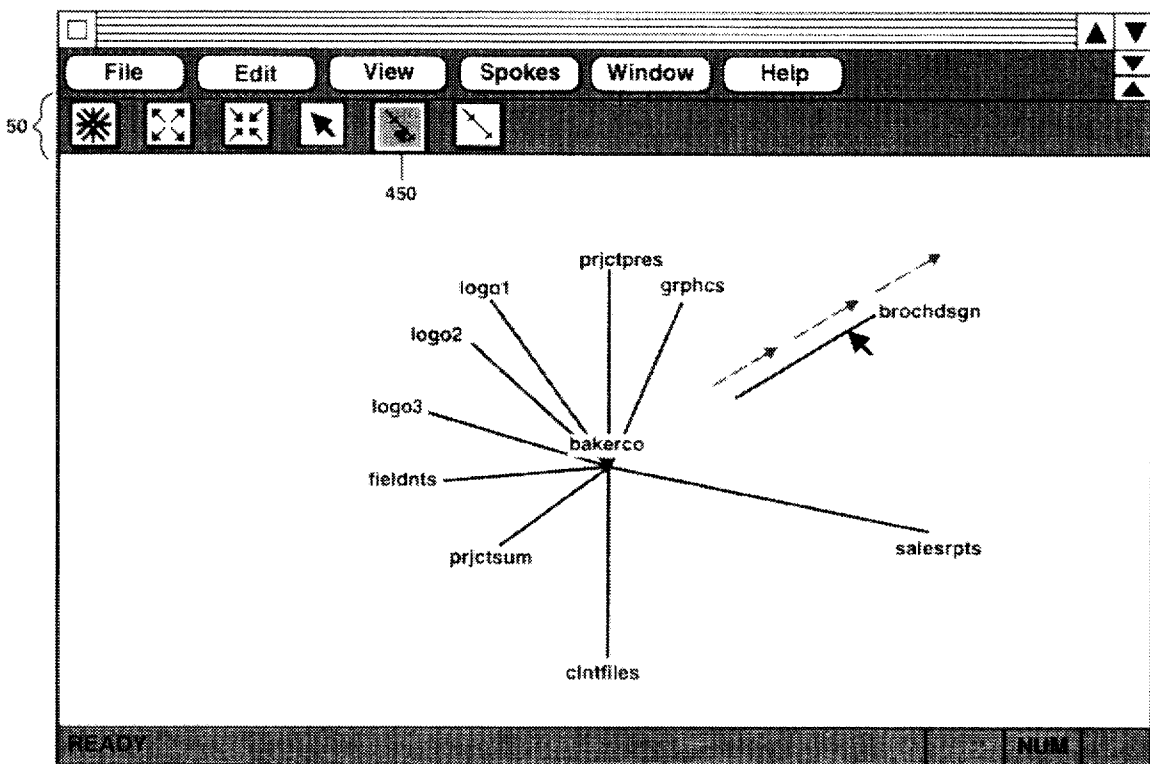 File Edit View Spokes Window Help
50
450
prjctpres
logo1
grphcs
brochdsgn
logo2
logo3
bakerco
fieldnts
salesrpts
prjctsum
clntfiles
READY NUM